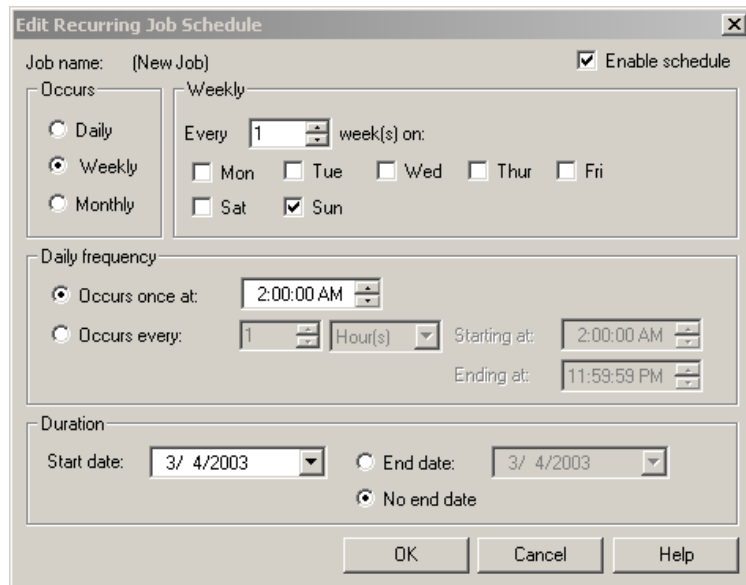 Edit Recurring Job Schedule
Job name: (New Job) Enable schedule
Occurs
Daily
Weekly
Monthly
Weekly
Every 1 week(s) on:
Mon Tue Wed Thur Fri
Sat Sun
Daily frequency
Occurs once at: 2:00:00 AM
Occurs every: 1 Hour(s) Starting at: 2:00:00 AM
Ending at: 11:59:59 PM
Duration
Start date: 3/ 4/2003 End date: 3/ 4/2003
No end date
OK Cancel Help